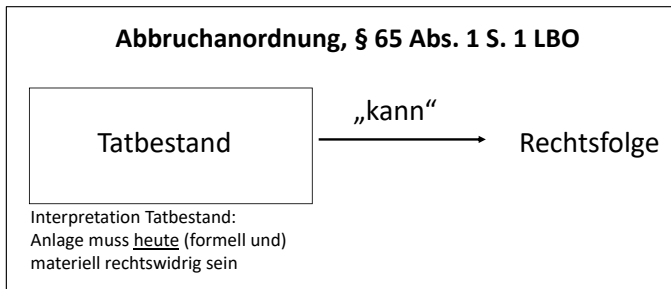 Abbruchanordnung, § 65 Abs. 1 S. 1 LBO
„kann“
Tatbestand
Rechtsfolge
Interpretation Tatbestand:
Anlage muss heute (formell und)
materiell rechtswidrig sein